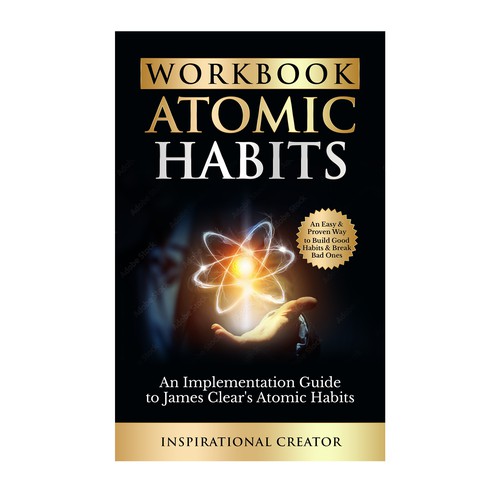 WORKBOOK
ATOMIC
HABITS
An Easy &
Proven Way
to Build Good
Habits & Break
Bad Ones
An Implementation Guide
to James Clear's Atomic Habits
INSPIRATIONAL CREATOR